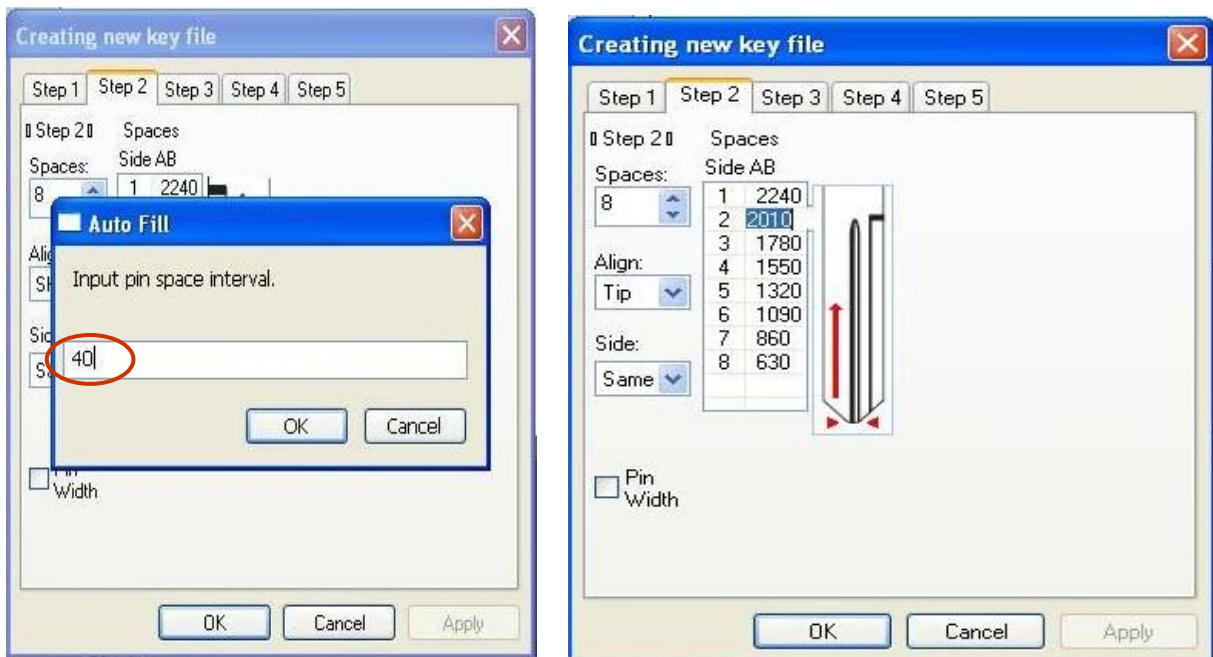 Creating new key file
Step 1 Step 2 Step 3 Step 4 Step 5
Step 2 Spaces
Spaces: Side AB
8 1 2240
Auto Fill
Input pin space interval.
40
OK Cancel
Width
OK Cancel Apply
Creating new key file
Step 1 Step 2 Step 3 Step 4 Step 5
Step 2 Spaces
Spaces: Side AB
8
1 2240
2 2010
3 1780
Align:
4 1550
Tip
5 1320
6 1090
Side:
7 860
8 630
Same
Pin
Width
OK Cancel Apply